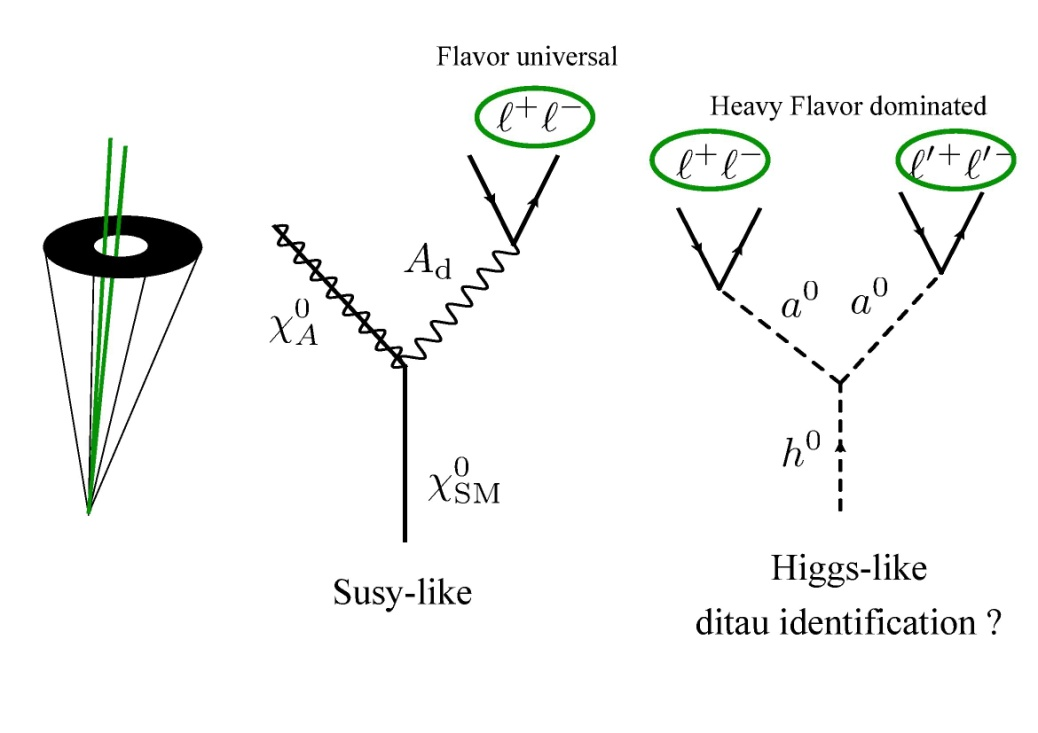 Flavor universal
ℓ⁺ℓ⁻
A_d
χ⁰_A
χ⁰_SM
Susy-like
Heavy Flavor dominated
ℓ⁺ℓ⁻
ℓ′⁺ℓ′⁻
a⁰
a⁰
h⁰
Higgs-like
ditau identification ?